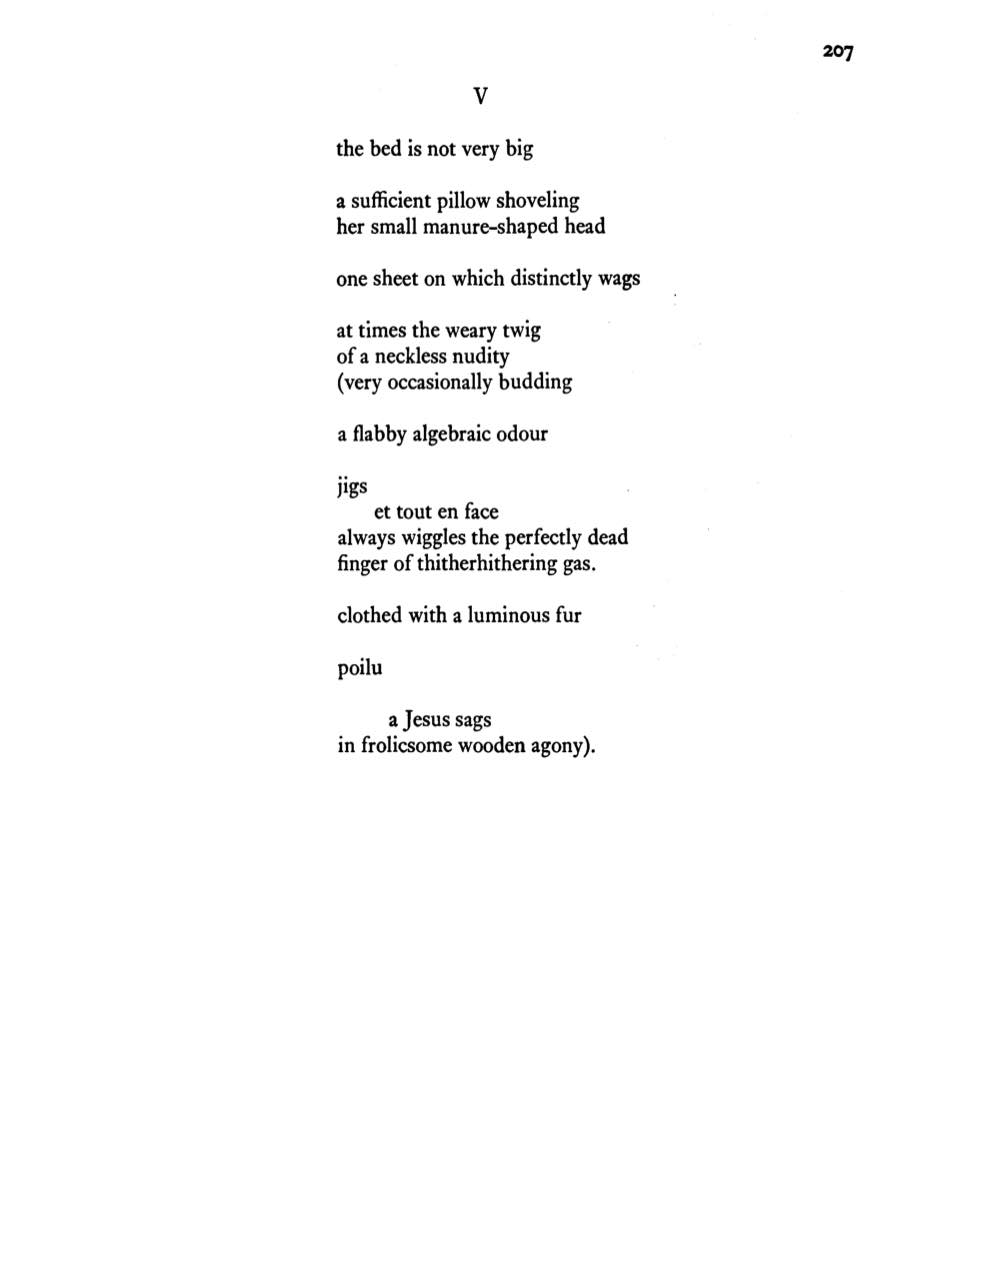 207
V
the bed is not very big
a sufficient pillow shoveling
her small manure-shaped head
one sheet on which distinctly wags
at times the weary twig
of a neckless nudity
(very occasionally budding
a flabby algebraic odour
jigs
et tout en face
always wiggles the perfectly dead
finger of thitherhithering gas.
clothed with a luminous fur
poilu
a Jesus sags
in frolicsome wooden agony).